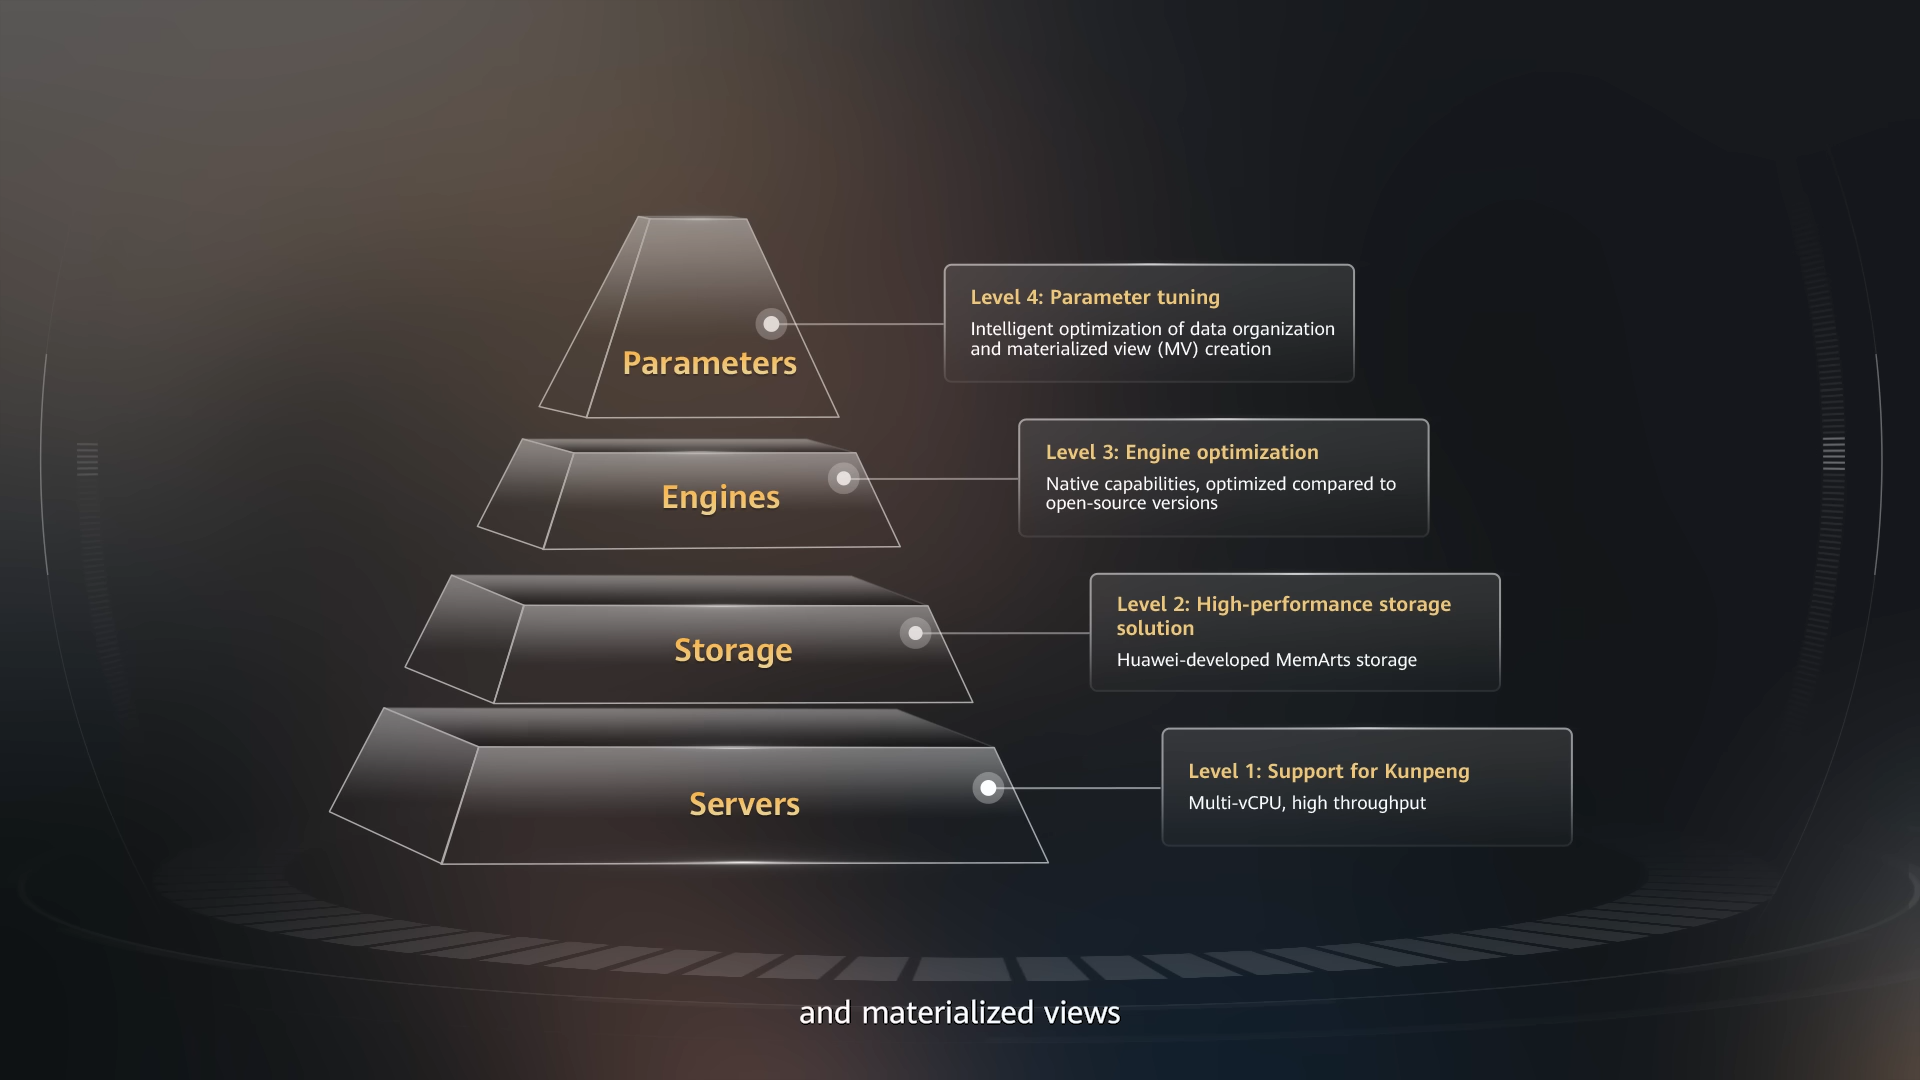 Parameters
Level 4: Parameter tuning
Intelligent optimization of data organization
and materialized view (MV) creation
Engines
Level 3: Engine optimization
Native capabilities, optimized compared to
open-source versions
Storage
Level 2: High-performance storage
solution
Huawei-developed MemArts storage
Servers
Level 1: Support for Kunpeng
Multi-vCPU, high throughput
and materialized views